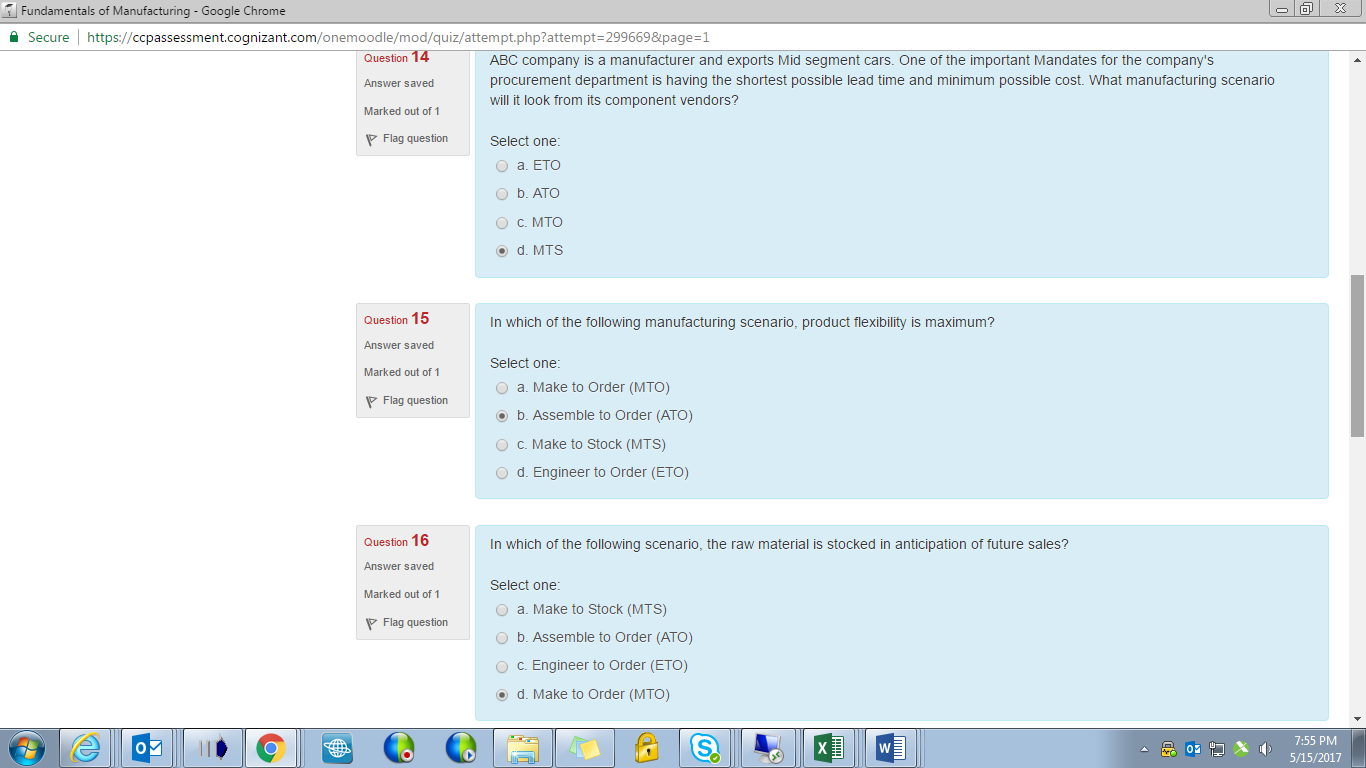 Fundamentals of Manufacturing - Google Chrome
Secure https://ccpassessment.cognizant.com/onemoodle/mod/quiz/attempt.php?attempt=299669&page=1
Question 14
Answer saved
Marked out of 1
Flag question
ABC company is a manufacturer and exports Mid segment cars. One of the important Mandates for the company's
procurement department is having the shortest possible lead time and minimum possible cost. What manufacturing scenario
will it look from its component vendors?
Select one:
a. ETO
b. ATO
c. MTO
d. MTS
Question 15
Answer saved
Marked out of 1
Flag question
In which of the following manufacturing scenario, product flexibility is maximum?
Select one:
a. Make to Order (MTO)
b. Assemble to Order (ATO)
c. Make to Stock (MTS)
d. Engineer to Order (ETO)
Question 16
Answer saved
Marked out of 1
Flag question
In which of the following scenario, the raw material is stocked in anticipation of future sales?
Select one:
a. Make to Stock (MTS)
b. Assemble to Order (ATO)
c. Engineer to Order (ETO)
d. Make to Order (MTO)
7:55 PM
5/15/2017